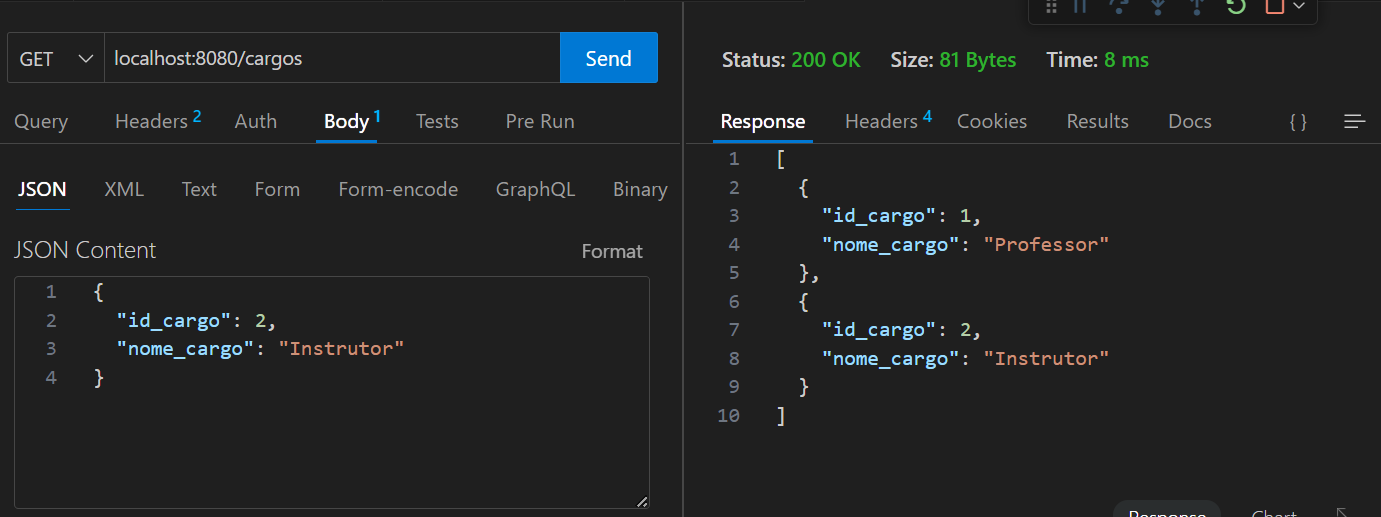 GET localhost:8080/cargos Send
Query Headers 2 Auth Body 1 Tests Pre Run
JSON XML Text Form Form-encode GraphQL Binary
JSON Content Format
1 {
2 "id_cargo": 2,
3 "nome_cargo": "Instrutor"
4 }
Status: 200 OK Size: 81 Bytes Time: 8 ms
Response Headers 4 Cookies Results Docs { }
1 [
2 {
3 "id_cargo": 1,
4 "nome_cargo": "Professor"
5 },
6 {
7 "id_cargo": 2,
8 "nome_cargo": "Instrutor"
9 }
10 ]
Response Chart